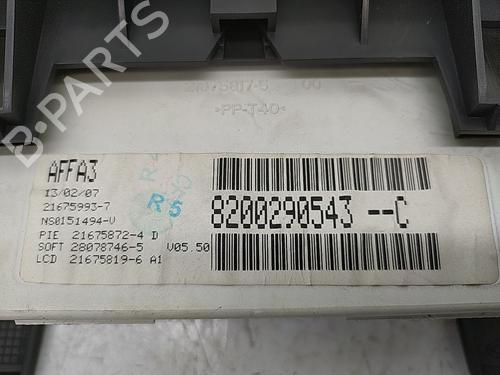 >PP-T40<
AFFA3
13/02/07
21675993-7
NS0151494-V
PIE 21675872-4 D
SOFT 28078746-5 V05.50
LCD 21675819-6 A1
R5
8200290543 --C
B-PARTS